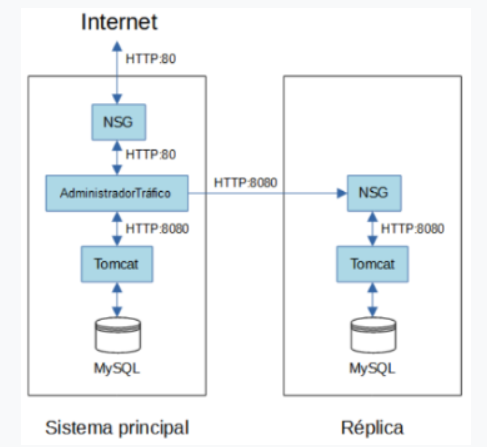 Internet
HTTP:80
NSG
HTTP:80
AdministradorTráfico
HTTP:8080
NSG
HTTP:8080
HTTP:8080
Tomcat
Tomcat
MySQL
MySQL
Sistema principal
Réplica